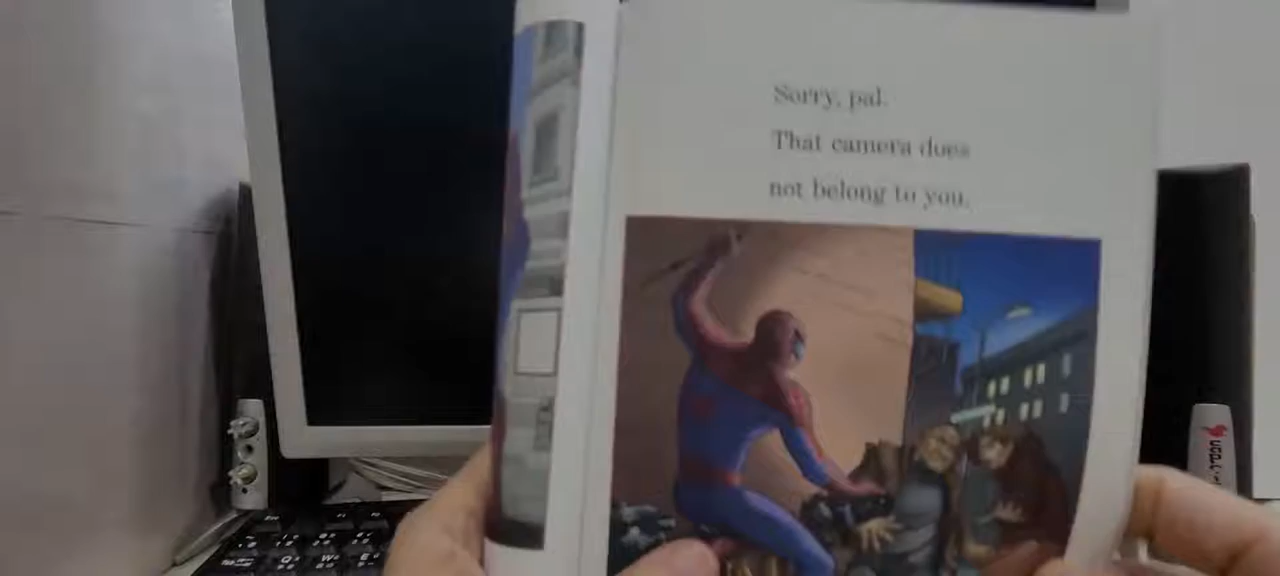 Sorry, pal.
That camera does
not belong to you.